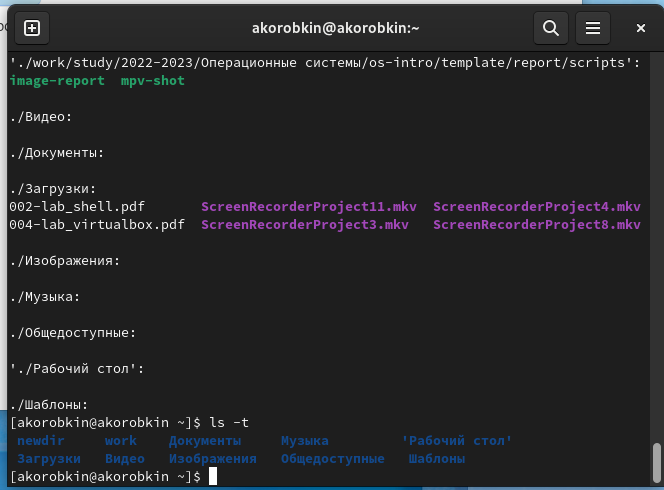 akorobkin@akorobkin:~
'./work/study/2022-2023/Операционные системы/os-intro/template/report/scripts':
image-report  mpv-shot
./Видео:
./Документы:
./Загрузки:
002-lab_shell.pdf       ScreenRecorderProject11.mkv  ScreenRecorderProject4.mkv
004-lab_virtualbox.pdf  ScreenRecorderProject3.mkv   ScreenRecorderProject8.mkv
./Изображения:
./Музыка:
./Общедоступные:
'./Рабочий стол':
./Шаблоны:
[akorobkin@akorobkin ~]$ ls -t
newdir     work    Документы     Музыка         'Рабочий стол'
Загрузки   Видео   Изображения   Общедоступные   Шаблоны
[akorobkin@akorobkin ~]$